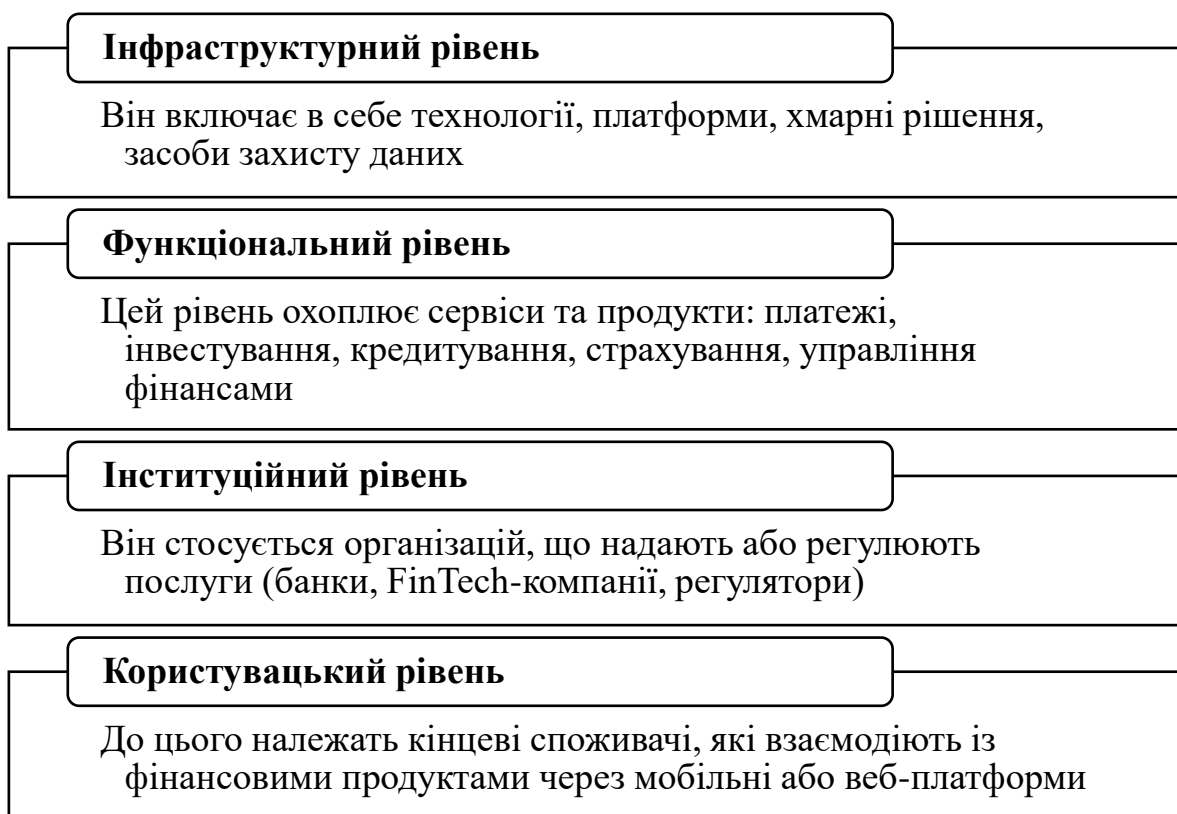 Інфраструктурний рівень
Він включає в себе технології, платформи, хмарні рішення,
засоби захисту даних
Функціональний рівень
Цей рівень охоплює сервіси та продукти: платежі,
інвестування, кредитування, страхування, управління
фінансами
Інституційний рівень
Він стосується організацій, що надають або регулюють
послуги (банки, FinTech-компанії, регулятори)
Користувацький рівень
До цього належать кінцеві споживачі, які взаємодіють із
фінансовими продуктами через мобільні або веб-платформи